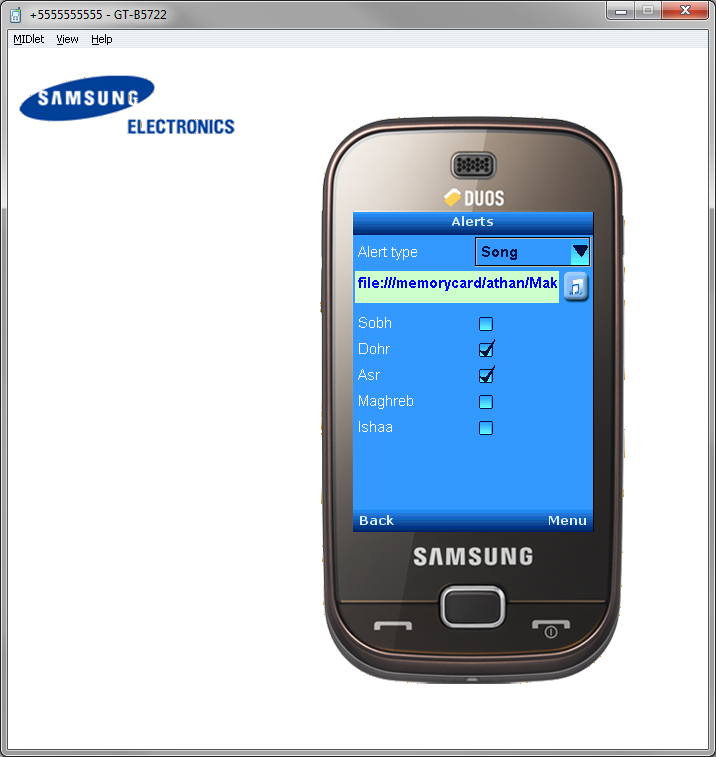 +5555555555 - GT-B5722
MIDlet View Help
SAMSUNG
ELECTRONICS
DUOS
Alerts
Alert type Song
file:///memorycard/athan/Mak
Sobh
Dohr
Asr
Maghreb
Ishaa
Back Menu
SAMSUNG